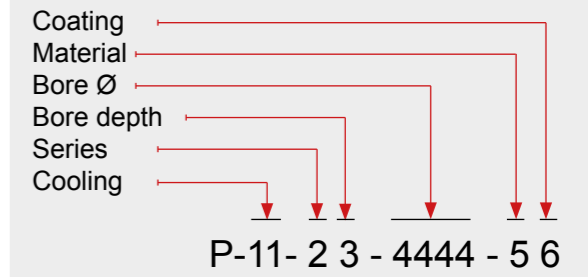 Coating
Material
Bore Ø
Bore depth
Series
Cooling
P-11- 2 3 - 4444 - 5 6